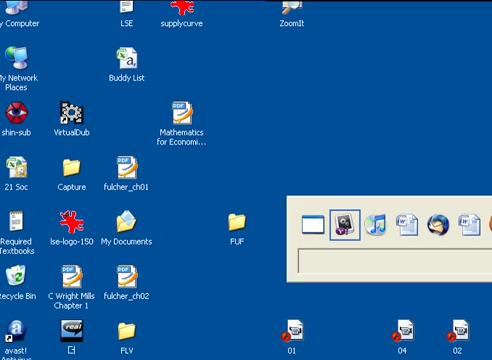 y Computer
LSE
supplycurve
ZoomIt
My Network
Places
Buddy List
shin-sub
VirtualDub
Mathematics
for Economi...
21 Soc
Capture
fulcher_ch01
Required
Textbooks
lse-logo-150
My Documents
FUF
Recycle Bin
C Wright Mills
Chapter 1
fulcher_ch02
avast!
Antivirus
real
FLV
01
04
02